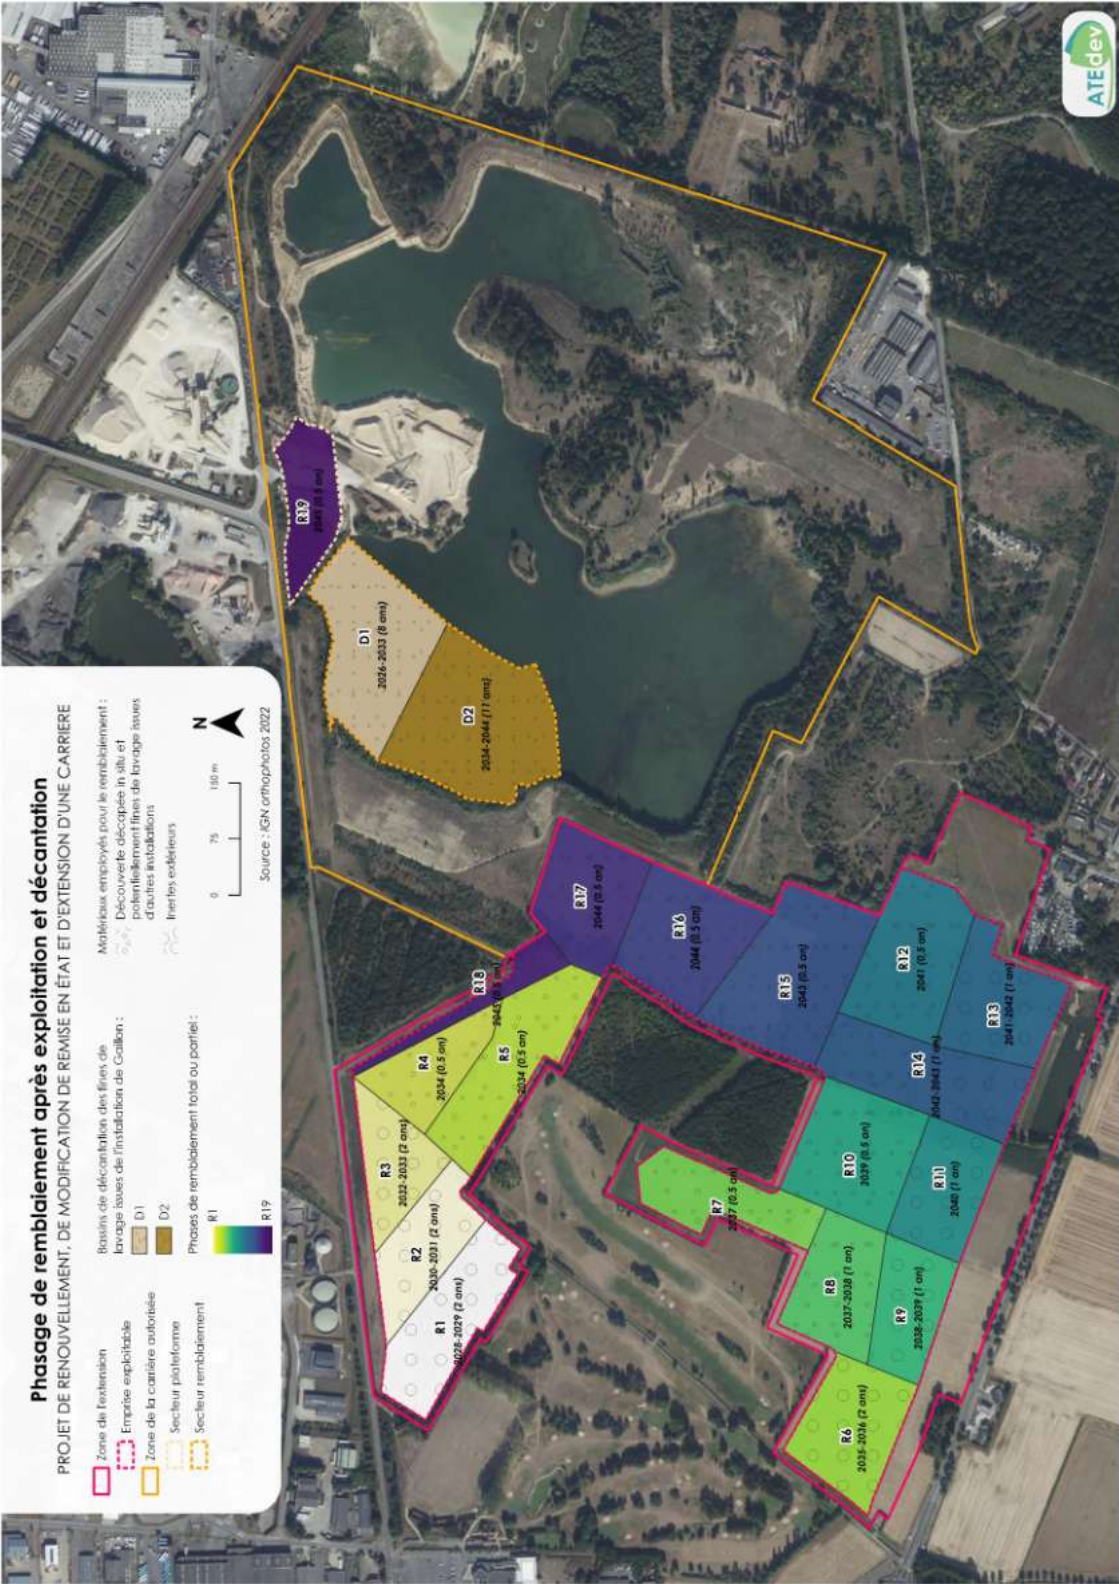 Phasage de remblaiement après exploitation et décantation
PROJET DE RENOUVELLEMENT, DE MODIFICATION DE REMISE EN ÉTAT ET D'EXTENSION D'UNE CARRIERE
Zone de l'extension
Emprise exploitable
Zone de la carrière autorisée
Secteur plateforme
Secteur remblaiement
Bassins de décantation des fines de
lavage issues de l'installation de Gaillon :
D1
D2
Phases de remblaiement total ou partiel :
R1
R19
Matériaux employés pour le remblaiement :
Découverte décapée in situ et
potentiellement fines de lavage issues
d'autres installations
Inertes extérieurs
N
0 75 150 m
Source : IGN orthophotos 2022
R19
2045 (0.5 an)
D1
2026-2033 (8 ans)
D2
2034-2044 (11 ans)
R17
2044 (0.5 an)
R18
2045 (0.5 an)
R16
2044 (0.5 an)
R4
2034 (0.5 an)
R5
2034 (0.5 an)
R3
2032-2033 (2 ans)
R2
2030-2031 (2 ans)
R1
2028-2029 (2 ans)
R15
2043 (0.5 an)
R12
2041 (0.5 an)
R13
2041-2042 (1 an)
R14
2042-2043 (1 an)
R10
2039 (0.5 an)
R11
2040 (1 an)
R7
2037 (0.5 an)
R8
2037-2038 (1 an)
R9
2038-2039 (1 an)
R6
2035-2036 (2 ans)
ATEdev